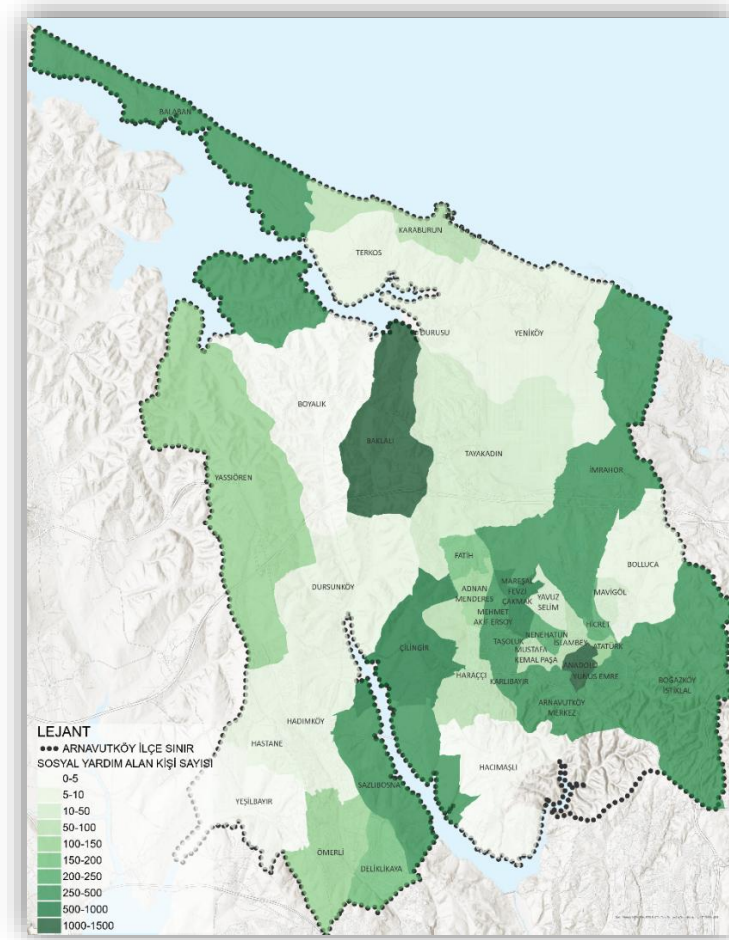 BALABAN
KARABURUN
TERKOS
DURUSU
YENİKÖY
BOYALIK
BAKLALI
TAYAKADIN
İMRAHOR
YASSIÖREN
FATİH
BOLLUCA
DURSUNKÖY
ADNAN
MENDERES
MAREŞAL
FEVZİ
ÇAKMAK
YAVUZ
SELİM
MAVİGÖL
MEHMET
AKİF ERSOY
HİCRET
NENEHATUN
TAŞOLUK
İSLAMBEY
ATATÜRK
ÇİLİNGİR
MUSTAFA
KEMAL PAŞA
ANADOLU
YUNUS EMRE
HARAÇÇI
KARLIBAYIR
BOĞAZKÖY
İSTİKLAL
ARNAVUTKÖY
MERKEZ
HADIMKÖY
HASTANE
HACIMAŞLI
SAZLIBOSNA
YEŞİLBAYIR
ÖMERLİ
DELİKLİKAYA
LEJANT
ARNAVUTKÖY İLÇE SINIR
SOSYAL YARDIM ALAN KİŞİ SAYISI
0-5
5-10
10-50
50-100
100-150
150-200
200-250
250-500
500-1000
1000-1500